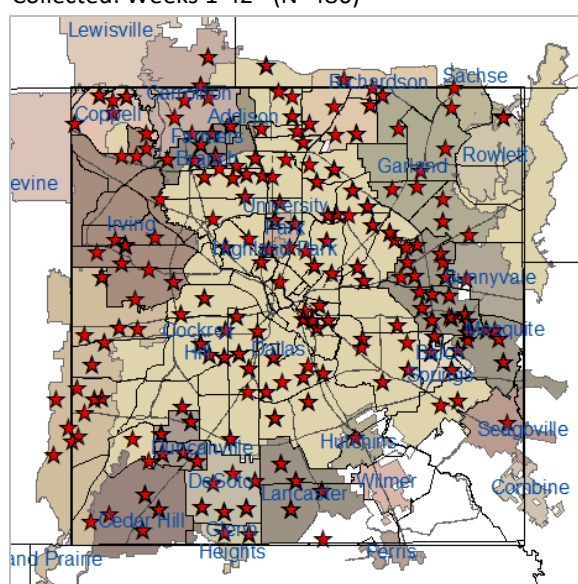 Collected: Weeks 1-42 (N=480)
Lewisville
Richardson
Sachse
Carrollton
Coppell
Addison
Farmers
Branch
Rowlett
Garland
evine
University
Park
Irving
Highland Park
Sunnyvale
Cockrell
Hill
Dallas
Mesquite
Balch
Springs
Seagoville
Hutchins
Duncanville
DeSoto
Lancaster
Wilmer
Combine
Cedar Hill
Glenn
Heights
and Prairie
Ferris